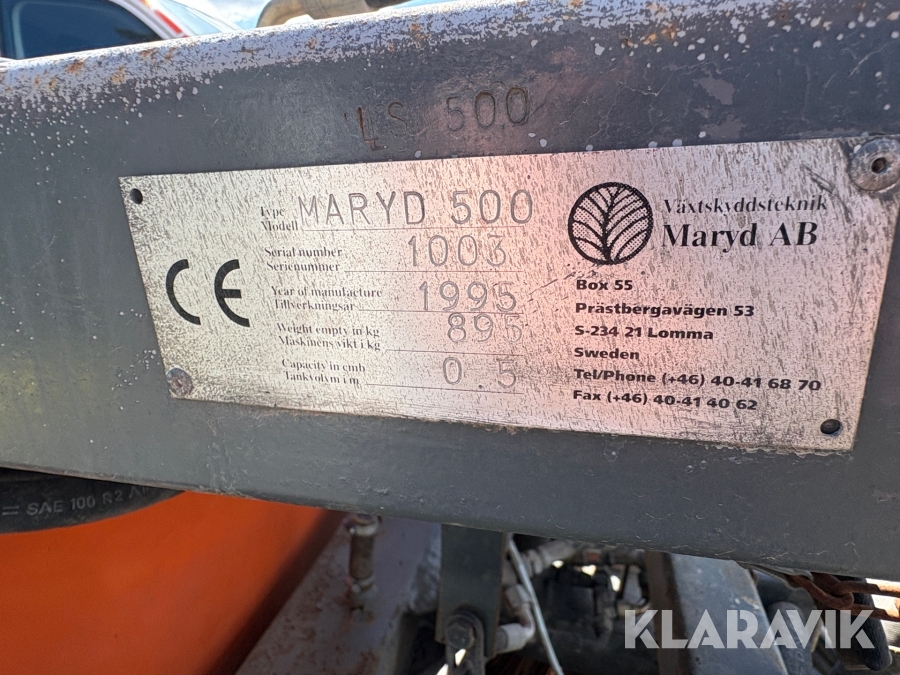 LS 500
Type
Modell MARYD 500
Serial number
Serienummer 1003
Year of manufacture
Tillverkningsår 1995
Weight empty in kg
Maskinens vikt i kg 895
Capacity in cmb
Tankvolym i m 0.5
CE
Växtskyddsteknik
Maryd AB
Box 55
Prästbergavägen 53
S-234 21 Lomma
Sweden
Tel/Phone (+46) 40-41 68 70
Fax (+46) 40-41 40 62
= SAE 100 R2 A
KLARAVIK